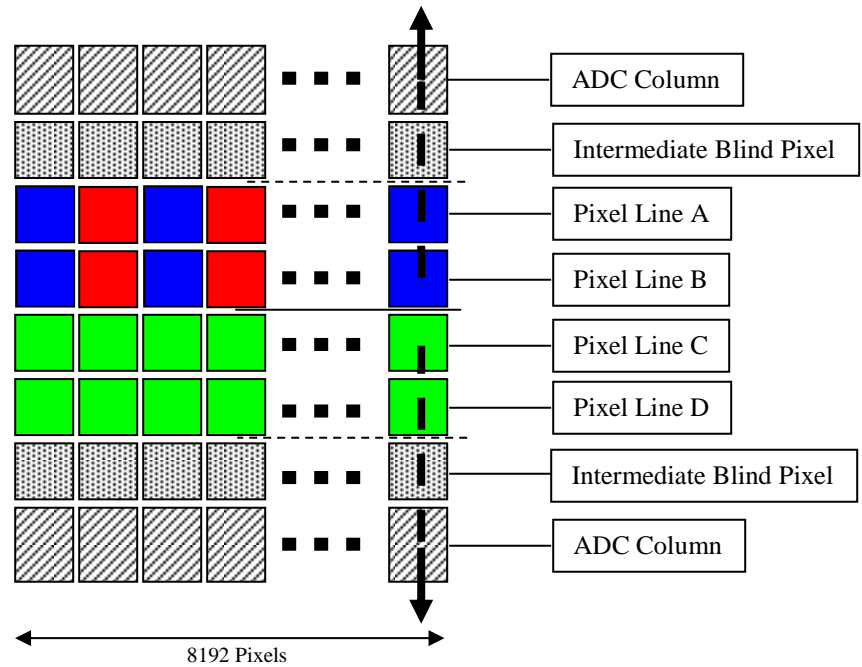 ADC Column
Intermediate Blind Pixel
Pixel Line A
Pixel Line B
Pixel Line C
Pixel Line D
Intermediate Blind Pixel
ADC Column
8192 Pixels